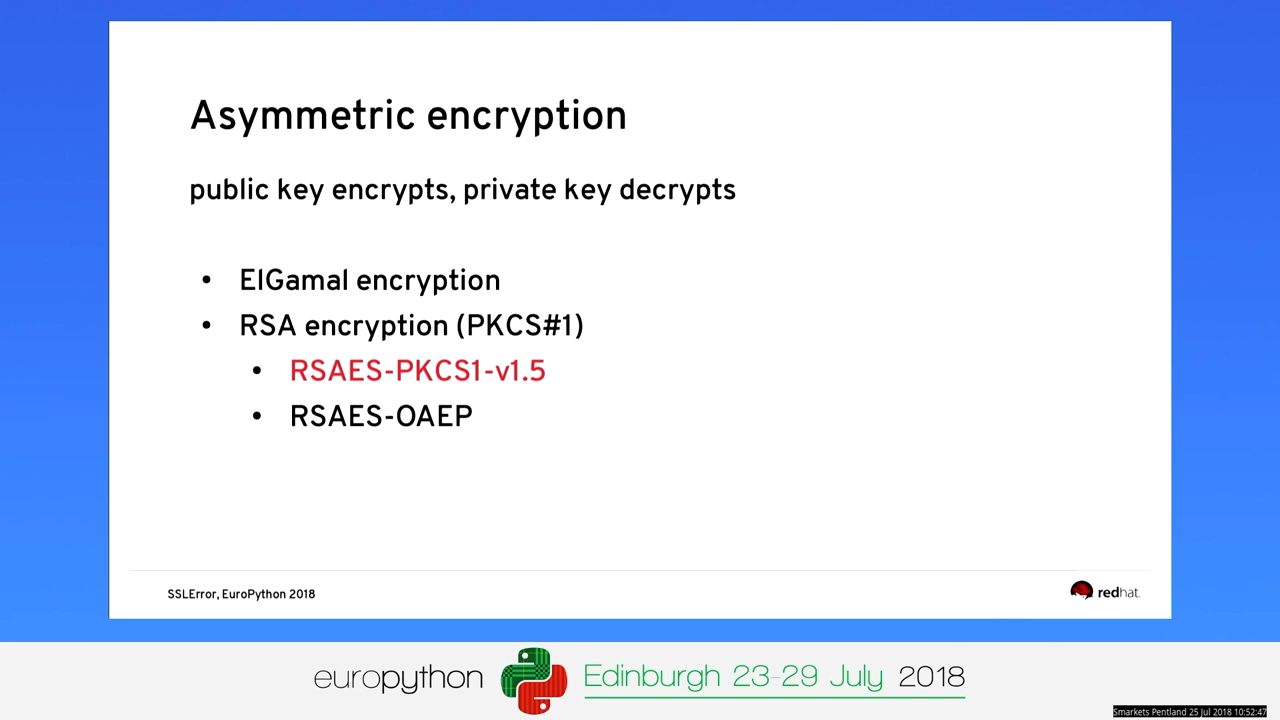 Asymmetric encryption
public key encrypts, private key decrypts
• ElGamal encryption
• RSA encryption (PKCS#1)
• RSAES-PKCS1-v1.5
• RSAES-OAEP
SSLError, EuroPython 2018
redhat.
europython Edinburgh 23-29 July 2018
Smarkets Pentland 25 Jul 2018 10:52:47